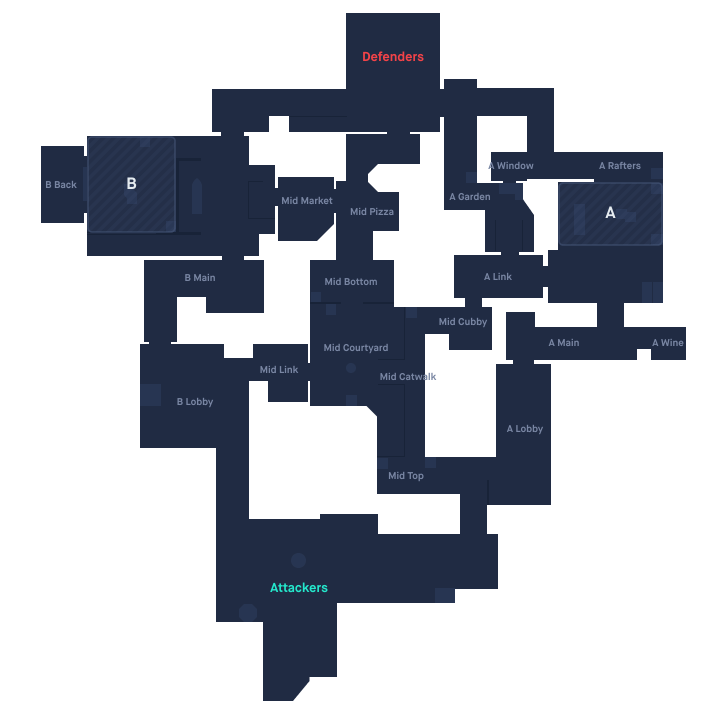 Defenders
A Window
A Rafters
B Back
B
A Garden
Mid Market
Mid Pizza
A
B Main
A Link
Mid Bottom
Mid Cubby
Mid Courtyard
A Main
A Wine
Mid Link
Mid Catwalk
B Lobby
A Lobby
Mid Top
Attackers